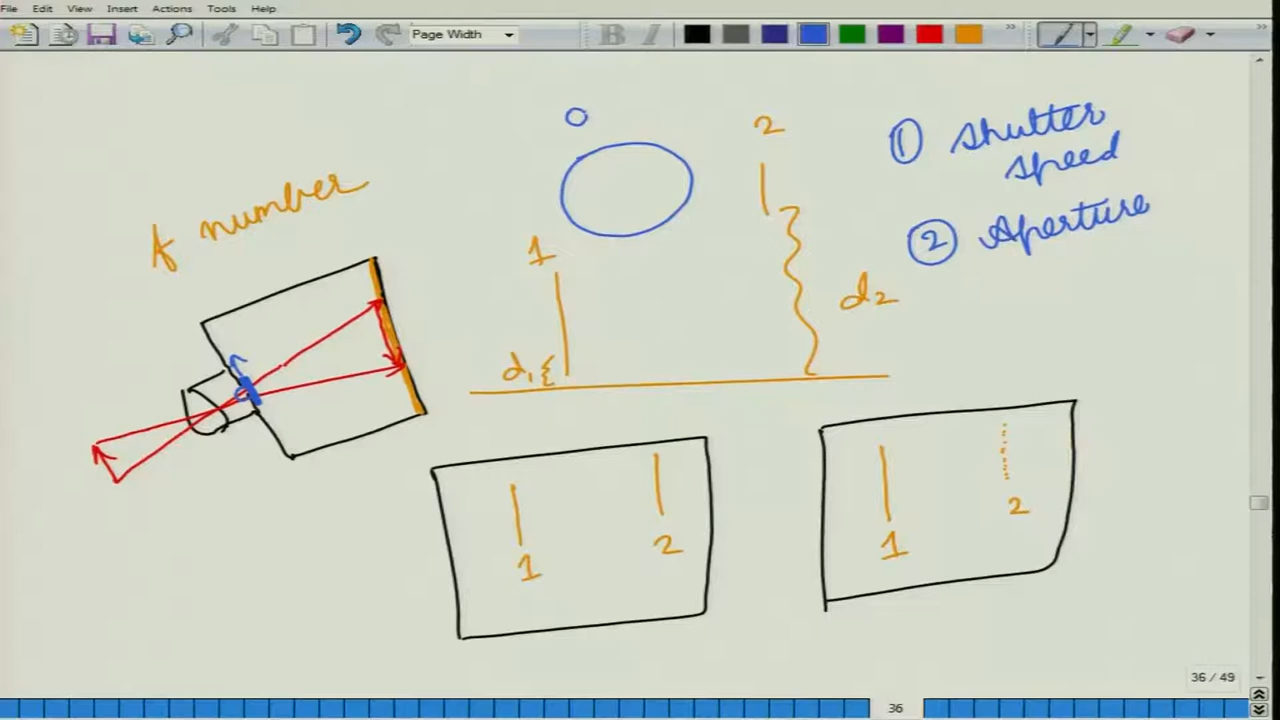 File Edit View Insert Actions Tools Help
Page Width
B I
f number
0
1
2
d1
d2
① Shutter
speed
② Aperture
1
2
1
2
36 / 49
36